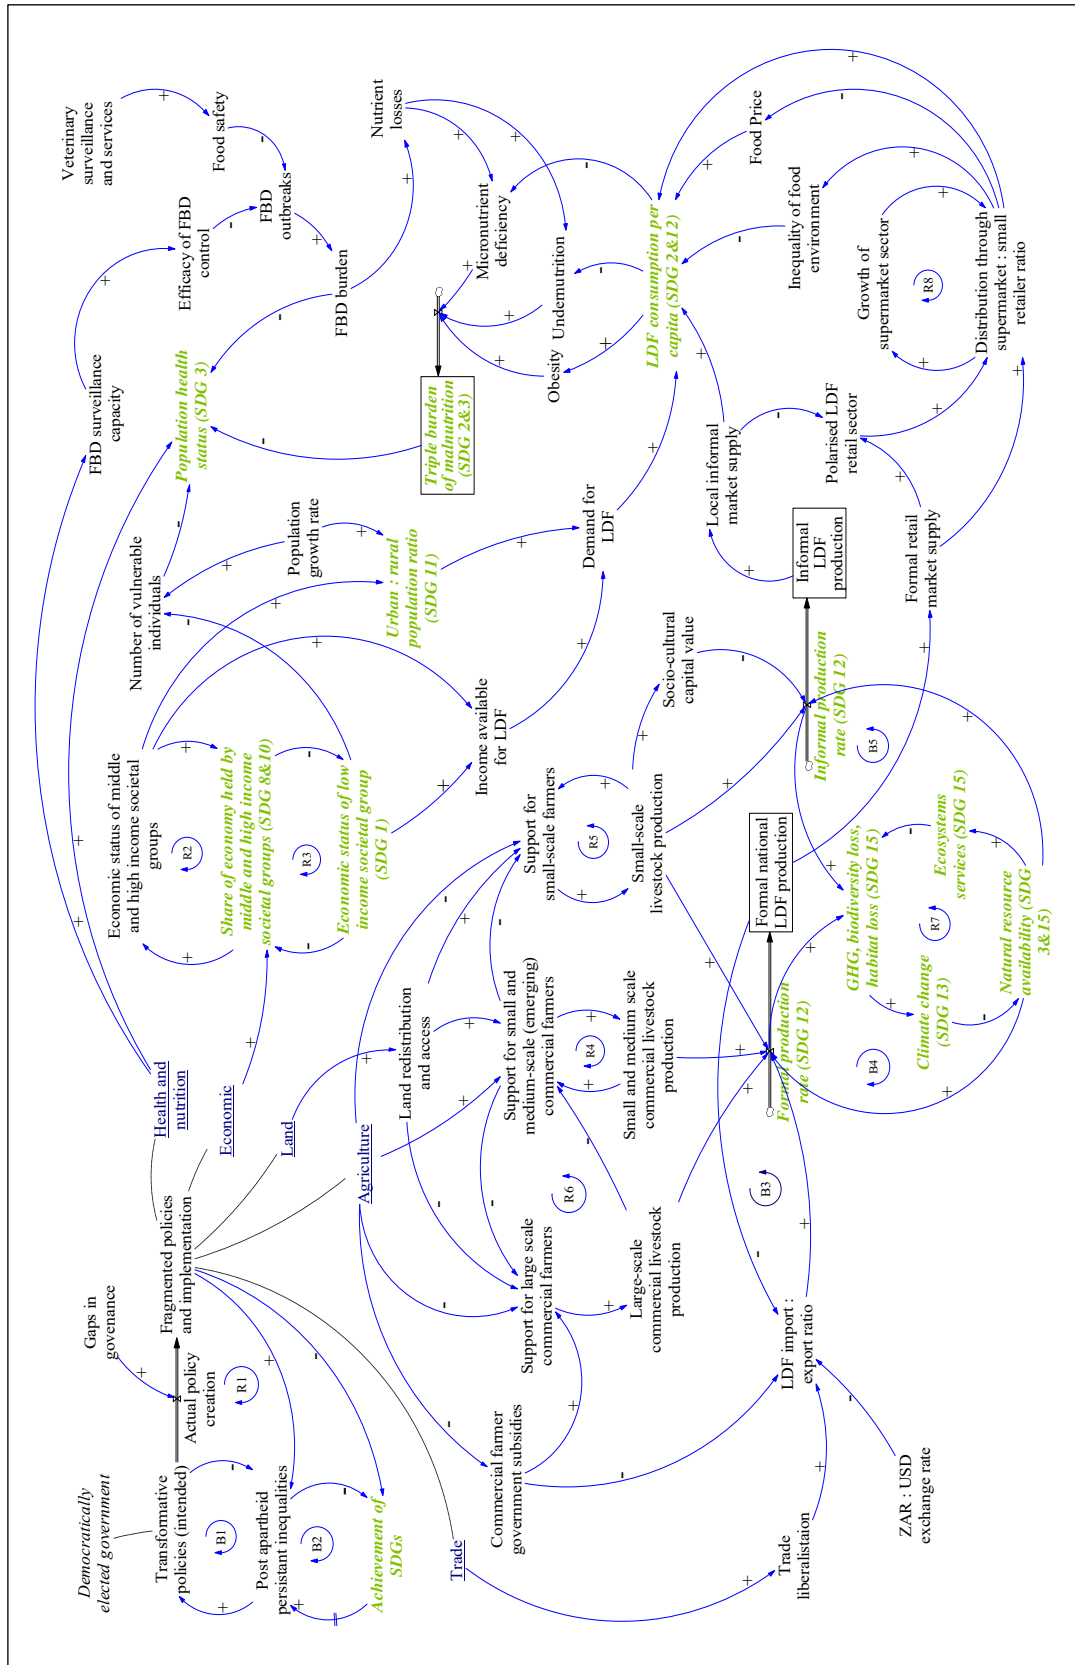 Democratically
elected government
Transformative
policies (intended)
Gaps in
govenance
Actual policy
creation
Fragmented policies
and implementation
Post apartheid
persistant inequalities
Achievement of
SDGs
B1
B2
R1
Health and
nutrition
Economic
Land
Agriculture
Trade
Economic status of middle
and high income societal
groups
R2
Share of economy held by
middle and high income
societal groups (SDG 8&10)
R3
Economic status of low
income societal group
(SDG 1)
Number of vulnerable
individuals
Population
growth rate
Urban : rural
population ratio
(SDG 11)
Income available
for LDF
Demand for
LDF
FBD surveillance
capacity
Population health
status (SDG 3)
Veterinary
surveillance
and services
Food safety
Efficacy of FBD
control
FBD
outbreaks
FBD burden
Nutrient
losses
Micronutrient
deficiency
Undernutrition
Obesity
Triple burden
of malnutrition
(SDG 2&3)
LDF consumption per
capita (SDG 2&12)
Food Price
Inequality of food
environment
Growth of
supermarket sector
R8
Distribution through
supermarket : small
retailer ratio
Local informal
market supply
Polarised LDF
retail sector
Formal retail
market supply
Informal
LDF
production
Informal production
rate (SDG 12)
B5
Socio-cultural
capital value
Land redistribution
and access
Support for
small-scale farmers
R5
Small-scale
livestock production
Support for small and
medium-scale (emerging)
commercial farmers
R4
Small and medium scale
commercial livestock
production
Support for large scale
commercial farmers
R6
Large-scale
commercial livestock
production
Commercial farmer
government subsidies
Formal national
LDF production
Formal production
rate (SDG 12)
B3
B4
GHG, biodiversity loss,
habitat loss (SDG 15)
Climate change
(SDG 13)
R7
Ecosystems
services (SDG 15)
Natural resource
availability (SDG
3&15)
LDF import :
export ratio
Trade
liberalistaion
ZAR : USD
exchange rate